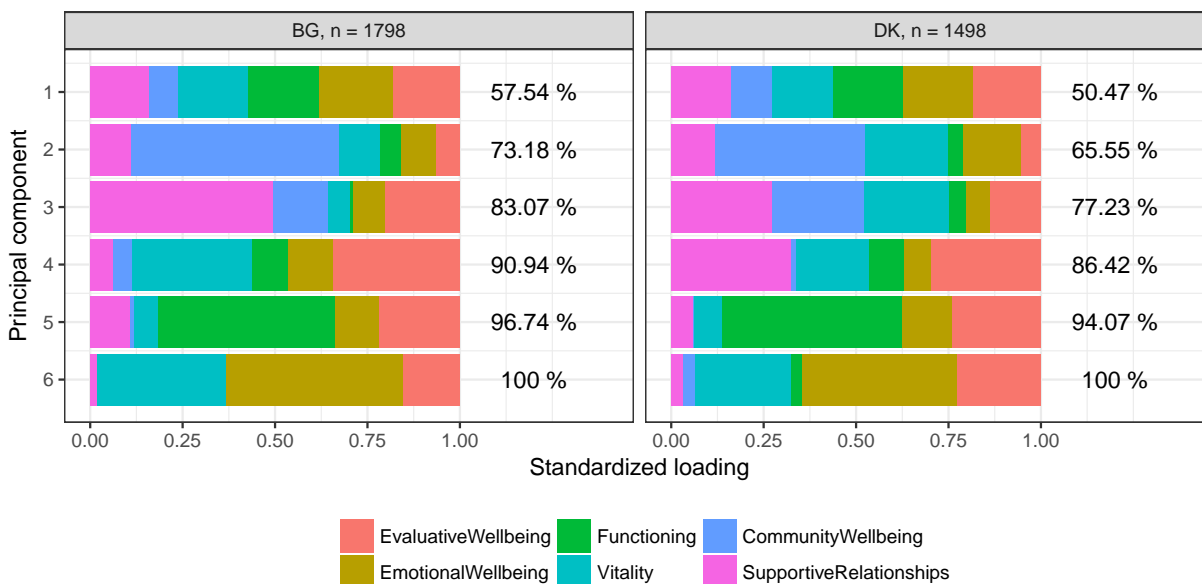 BG, n = 1798
DK, n = 1498
Principal component
1
57.54 %
50.47 %
2
73.18 %
65.55 %
3
83.07 %
77.23 %
4
90.94 %
86.42 %
5
96.74 %
94.07 %
6
100 %
100 %
0.00 0.25 0.50 0.75 1.00
0.00 0.25 0.50 0.75 1.00
Standardized loading
EvaluativeWellbeing Functioning CommunityWellbeing
EmotionalWellbeing Vitality SupportiveRelationships